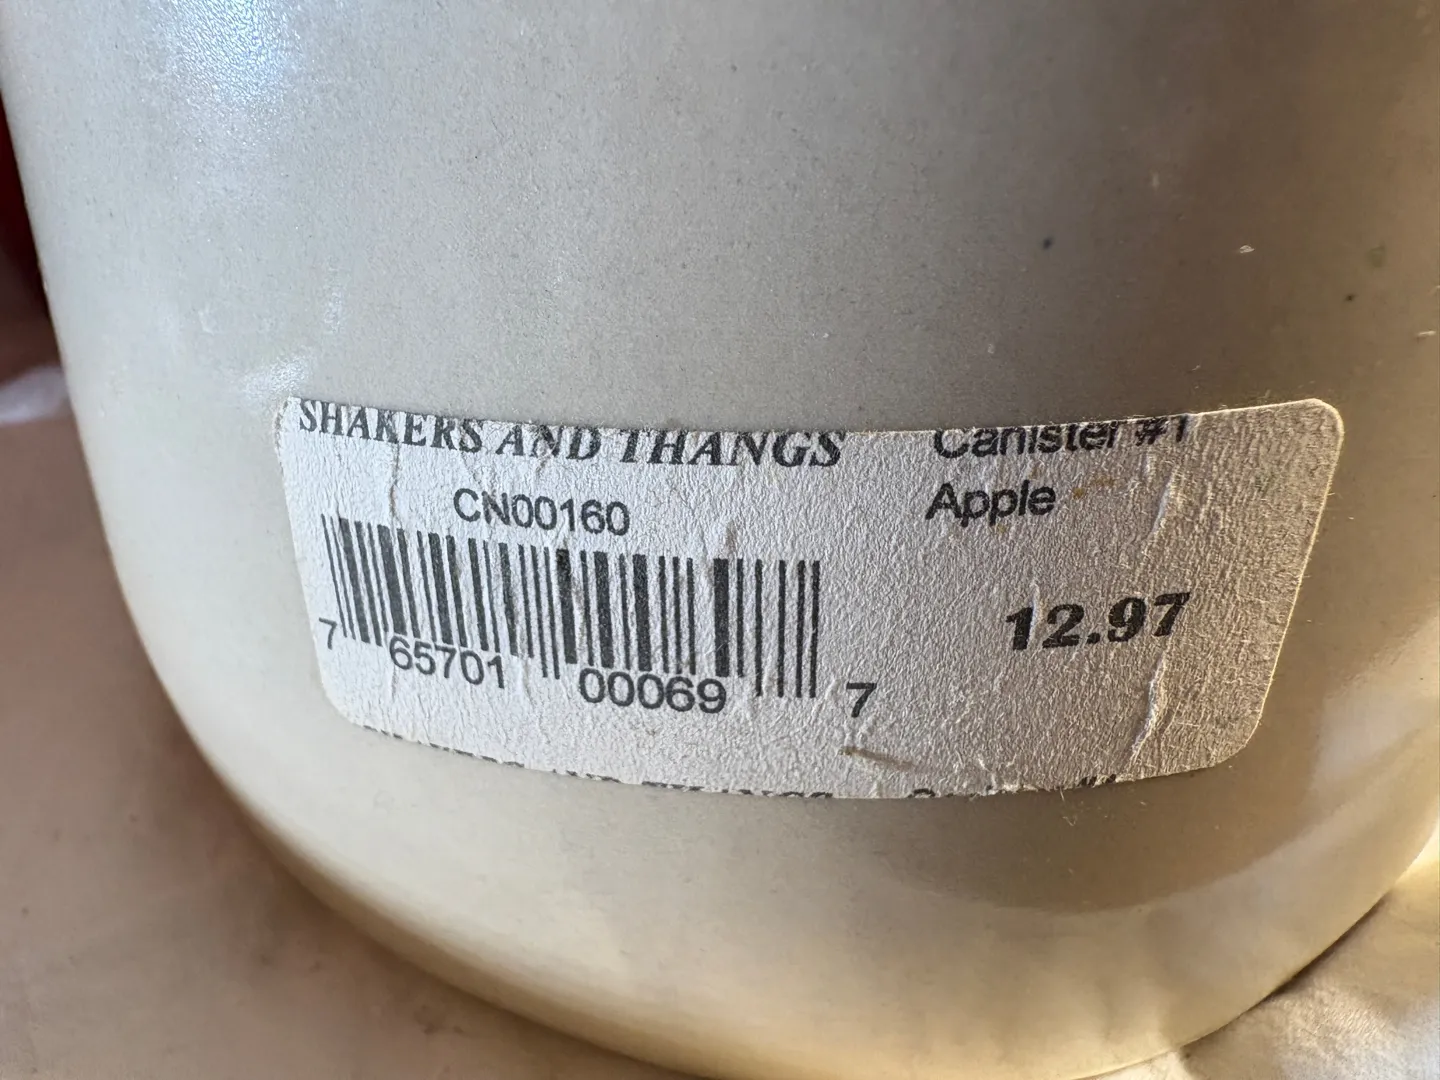 SHAKERS AND THANGS
Canister #1
CN00160
Apple
12.97
7 65701 00069 7